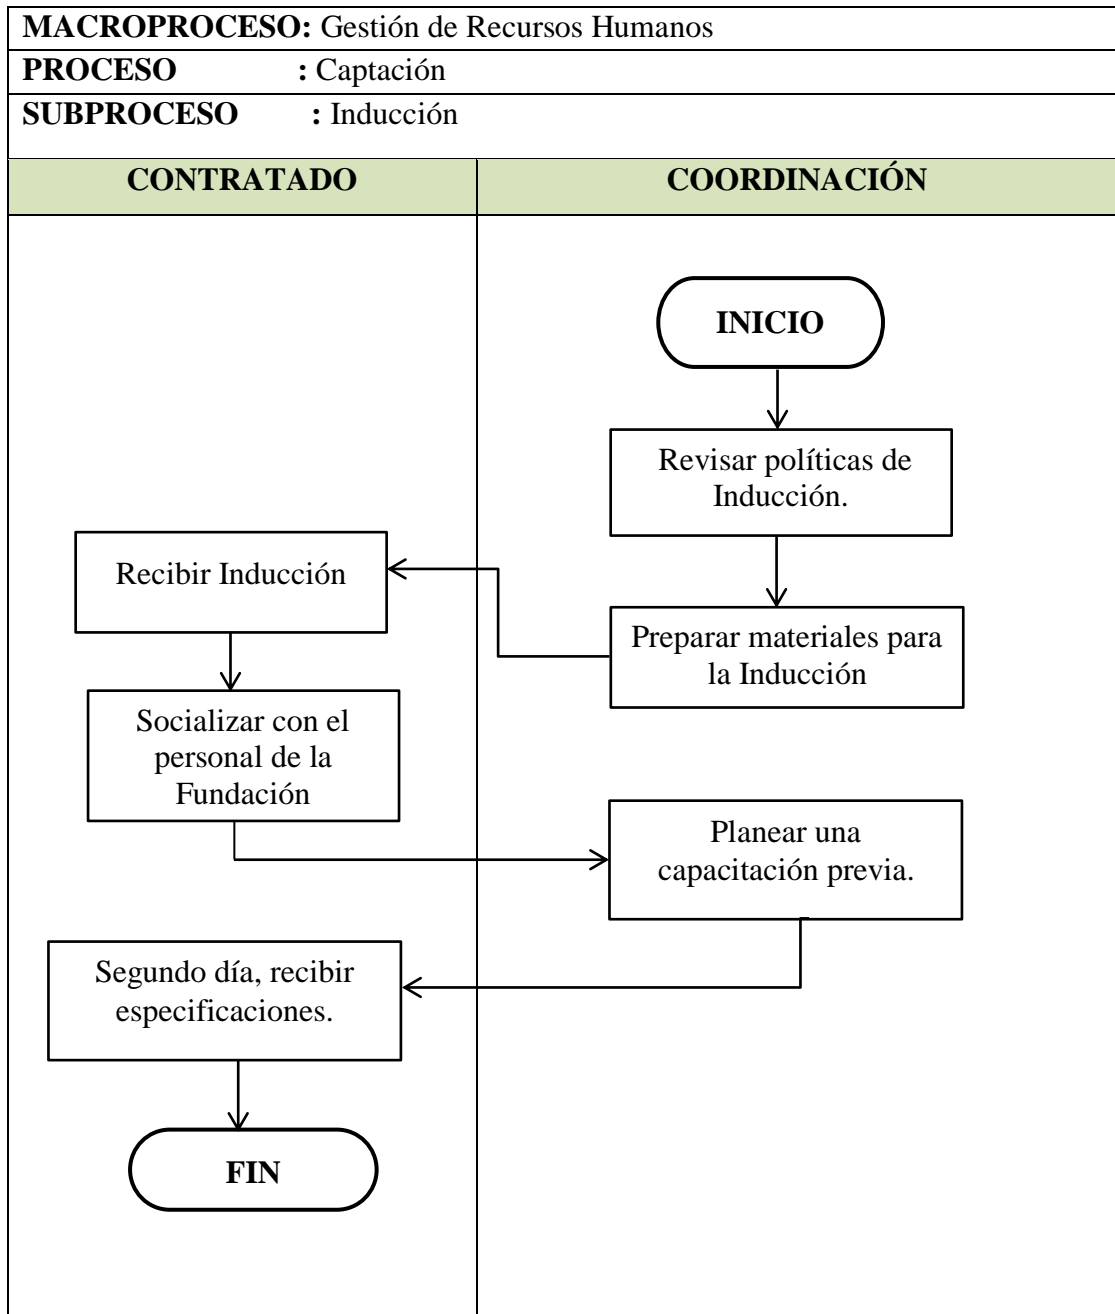 MACROPROCESO: Gestión de Recursos Humanos
PROCESO : Captación
SUBPROCESO : Inducción
CONTRATADO
COORDINACIÓN
INICIO
Revisar políticas de
Inducción.
Preparar materiales para
la Inducción
Recibir Inducción
Socializar con el
personal de la
Fundación
Planear una
capacitación previa.
Segundo día, recibir
especificaciones.
FIN